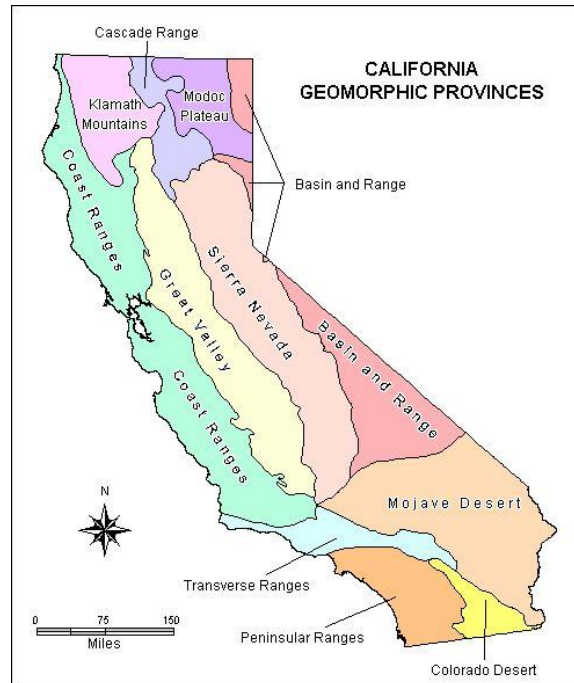 Cascade Range
CALIFORNIA
GEOMORPHIC PROVINCES
Klamath
Mountains
Modoc
Plateau
Basin and Range
Coast Ranges
Great Valley
Sierra Nevada
Basin and Range
Coast Ranges
Mojave Desert
N
Transverse Ranges
0 75 150
Miles
Peninsular Ranges
Colorado Desert